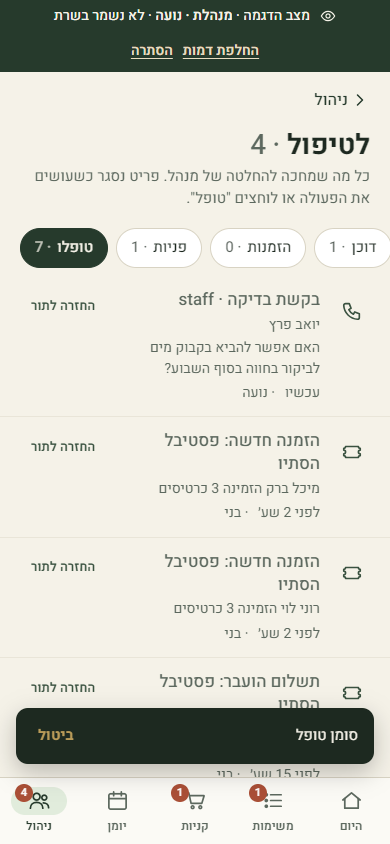 מצב הדגמה · מנהלת · נועה · לא נשמר בשרת
החלפת דמות הסתרה
ניהול
לטיפול · 4
כל מה שמחכה להחלטה של מנהל. פריט נסגר כשעושים
את הפעולה או לוחצים "טופל".
דוכן · 1
הזמנות · 0
פניות · 1
טופלו · 7
בקשת בדיקה · staff
החזרה לתור
יואב פרץ
האם אפשר להביא בקבוק מים
לביקור בחווה בסוף השבוע?
עכשיו · נועה
הזמנה חדשה: פסטיבל
הסתיו
החזרה לתור
מיכל ברק הזמינה 3 כרטיסים
לפני 2 שע׳ · בני
הזמנה חדשה: פסטיבל
הסתיו
החזרה לתור
רוני לוי הזמינה 3 כרטיסים
לפני 2 שע׳ · בני
תשלום הועבר: פסטיבל
הסתיו
החזרה לתור
סומן טופל
ביטול
לפני 15 שע׳ · בני
היום
1
משימות
1
קניות
יומן
4
ניהול